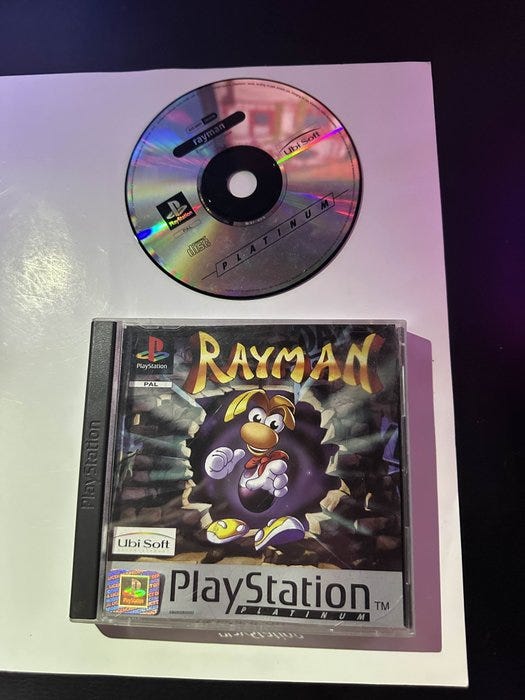 rayman
Ubi Soft
PlayStation
PAL
PLATINUM
RAYMAN
PlayStation
PAL
PlayStation
Ubi Soft
PlayStation
PlayStation
TM
PLATINUM